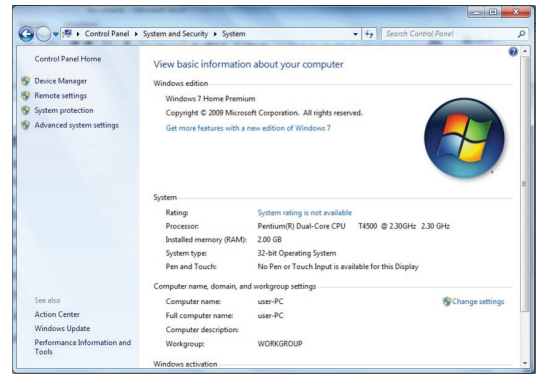 Control Panel ▸ System and Security ▸ System
Search Control Panel
Control Panel Home
Device Manager
Remote settings
System protection
Advanced system settings
View basic information about your computer
Windows edition
Windows 7 Home Premium
Copyright © 2009 Microsoft Corporation. All rights reserved.
Get more features with a new edition of Windows 7
System
Rating: System rating is not available
Processor: Pentium(R) Dual-Core CPU T4500 @ 2.30GHz 2.30 GHz
Installed memory (RAM): 2.00 GB
System type: 32-bit Operating System
Pen and Touch: No Pen or Touch Input is available for this Display
Computer name, domain, and workgroup settings
Computer name: user-PC
Change settings
Full computer name: user-PC
Computer description:
Workgroup: WORKGROUP
Windows activation
See also
Action Center
Windows Update
Performance Information and
Tools